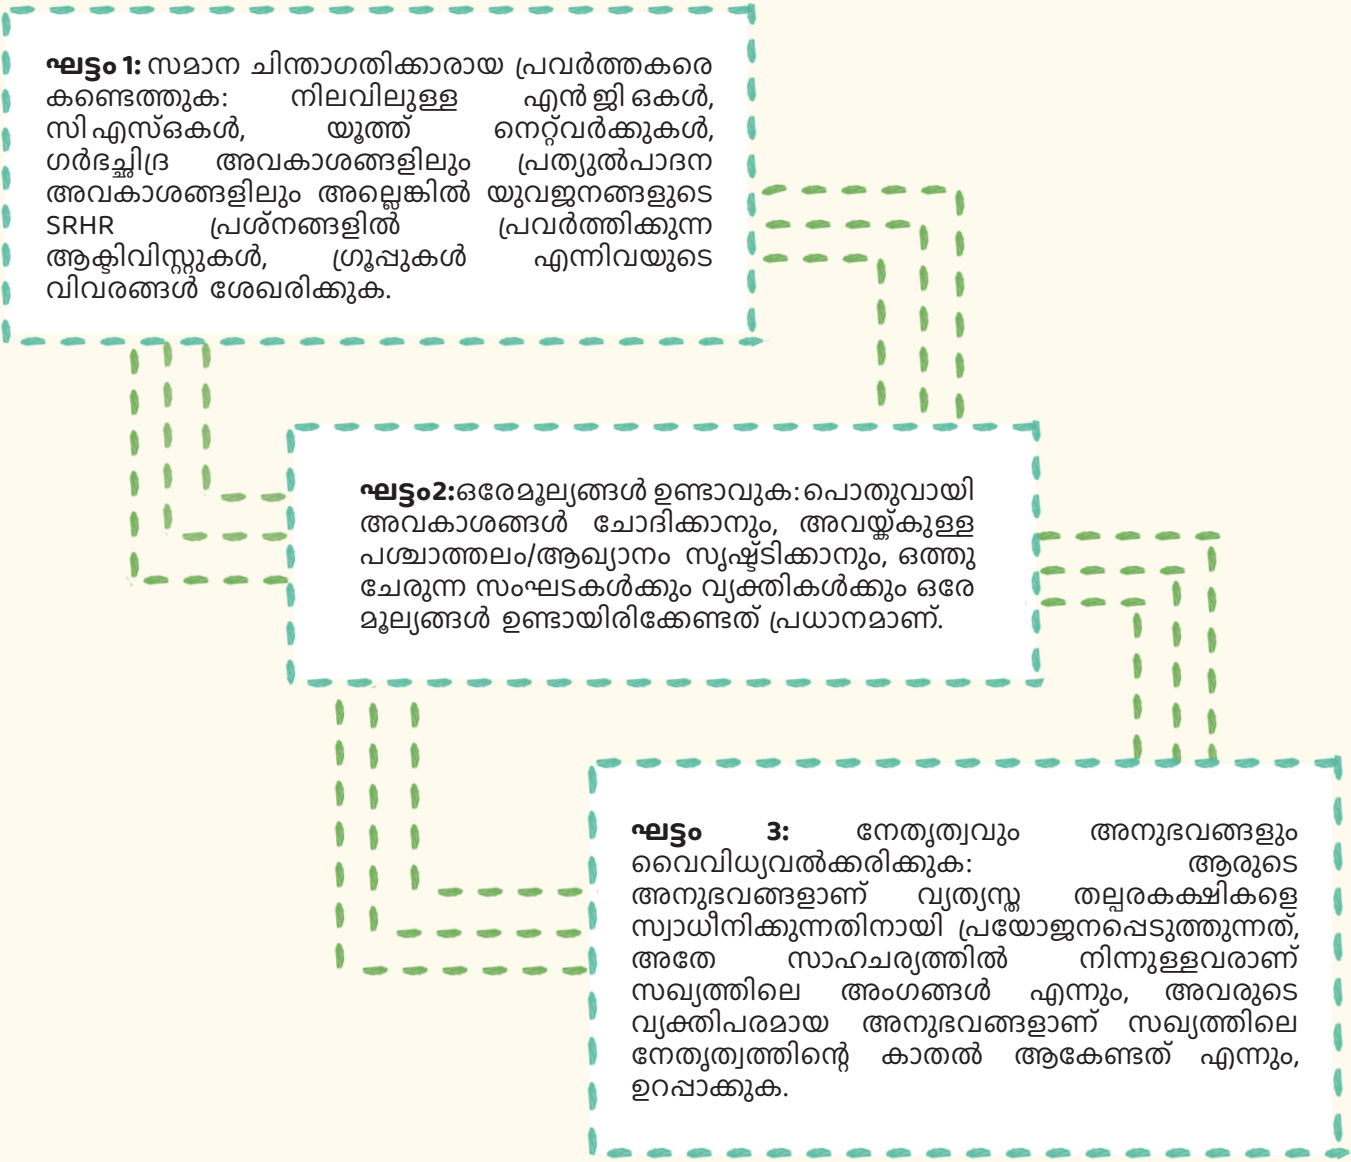 ഘട്ടം 1: സമാന ചിന്താഗതിക്കാരായ പ്രവർത്തകരെ
കണ്ടെത്തുക: നിലവിലുള്ള എൻ ജി ഒകൾ,
സി എസ്ഒകൾ, യൂത്ത് നെറ്റ്‌വർക്കുകൾ,
ഗർഭച്ഛിദ്ര അവകാശങ്ങളിലും പ്രത്യുൽപാദന
അവകാശങ്ങളിലും അല്ലെങ്കിൽ യുവജനങ്ങളുടെ
SRHR പ്രശ്നങ്ങളിൽ പ്രവർത്തിക്കുന്ന
ആക്ടിവിസ്റ്റുകൾ, ഗ്രൂപ്പുകൾ എന്നിവയുടെ
വിവരങ്ങൾ ശേഖരിക്കുക.
ഘട്ടം2:ഒരേമൂല്യങ്ങൾ ഉണ്ടാവുക:പൊതുവായി
അവകാശങ്ങൾ ചോദിക്കാനും, അവയ്ക്കുള്ള
പശ്ചാത്തലം/ആഖ്യാനം സൃഷ്ടിക്കാനും, ഒത്തു
ചേരുന്ന സംഘടകൾക്കും വ്യക്തികൾക്കും ഒരേ
മൂല്യങ്ങൾ ഉണ്ടായിരിക്കേണ്ടത് പ്രധാനമാണ്.
ഘട്ടം 3: നേതൃത്വവും അനുഭവങ്ങളും
വൈവിധ്യവൽക്കരിക്കുക: ആരുടെ
അനുഭവങ്ങളാണ് വ്യത്യസ്ത തല്പരകക്ഷികളെ
സ്വാധീനിക്കുന്നതിനായി പ്രയോജനപ്പെടുത്തുന്നത്,
അതേ സാഹചര്യത്തിൽ നിന്നുള്ളവരാണ്
സഖ്യത്തിലെ അംഗങ്ങൾ എന്നും, അവരുടെ
വ്യക്തിപരമായ അനുഭവങ്ങളാണ് സഖ്യത്തിലെ
നേതൃത്വത്തിന്റെ കാതൽ ആകേണ്ടത് എന്നും,
ഉറപ്പാക്കുക.